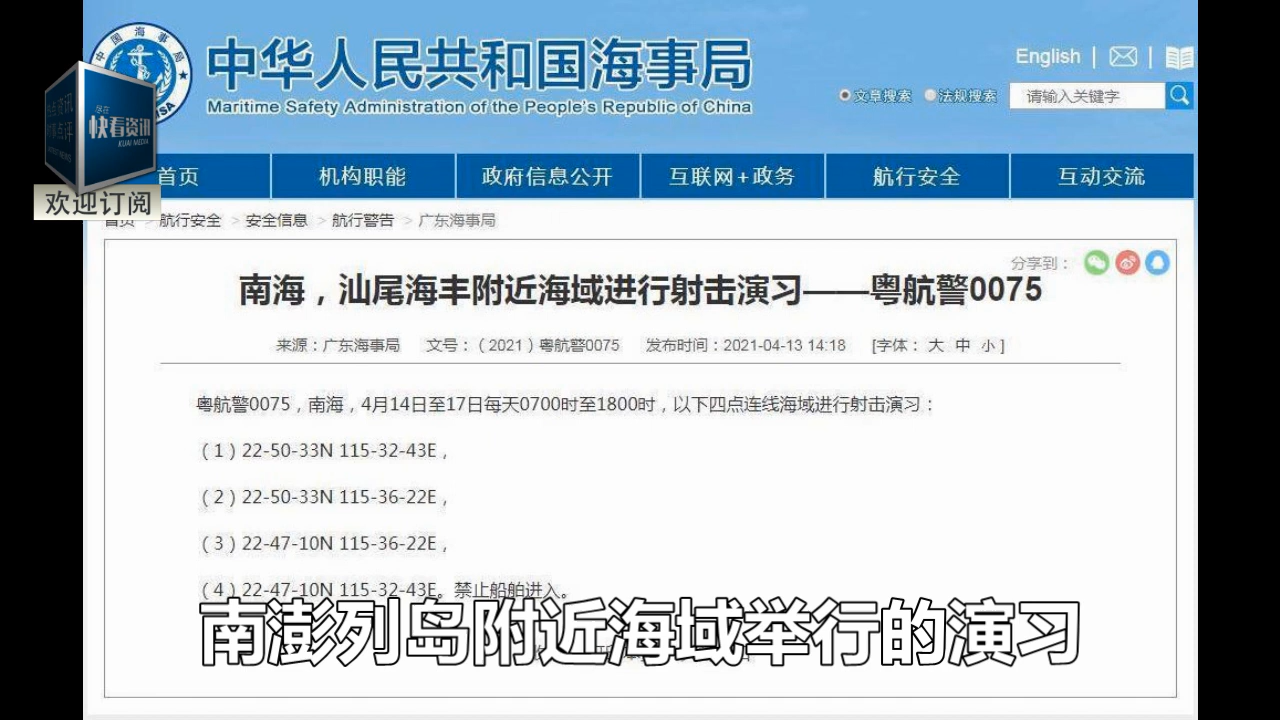 中华人民共和国海事局
Maritime Safety Administration of the People's Republic of China
English
文章搜索 法规搜索 请输入关键字
尽在
快看资讯
KUAI MEDIA
欢迎订阅
首页 机构职能 政府信息公开 互联网+政务 航行安全 互动交流
首页 > 航行安全 > 安全信息 > 航行警告 > 广东海事局
分享到：
南海，汕尾海丰附近海域进行射击演习——粤航警0075
来源：广东海事局 文号：（2021）粤航警0075 发布时间：2021-04-13 14:18 [字体： 大 中 小 ]
粤航警0075，南海，4月14日至17日每天0700时至1800时，以下四点连线海域进行射击演习：
（1）22-50-33N 115-32-43E，
（2）22-50-33N 115-36-22E，
（3）22-47-10N 115-36-22E，
（4）22-47-10N 115-32-43E。禁止船舶进入。
南澎列岛附近海域举行的演习